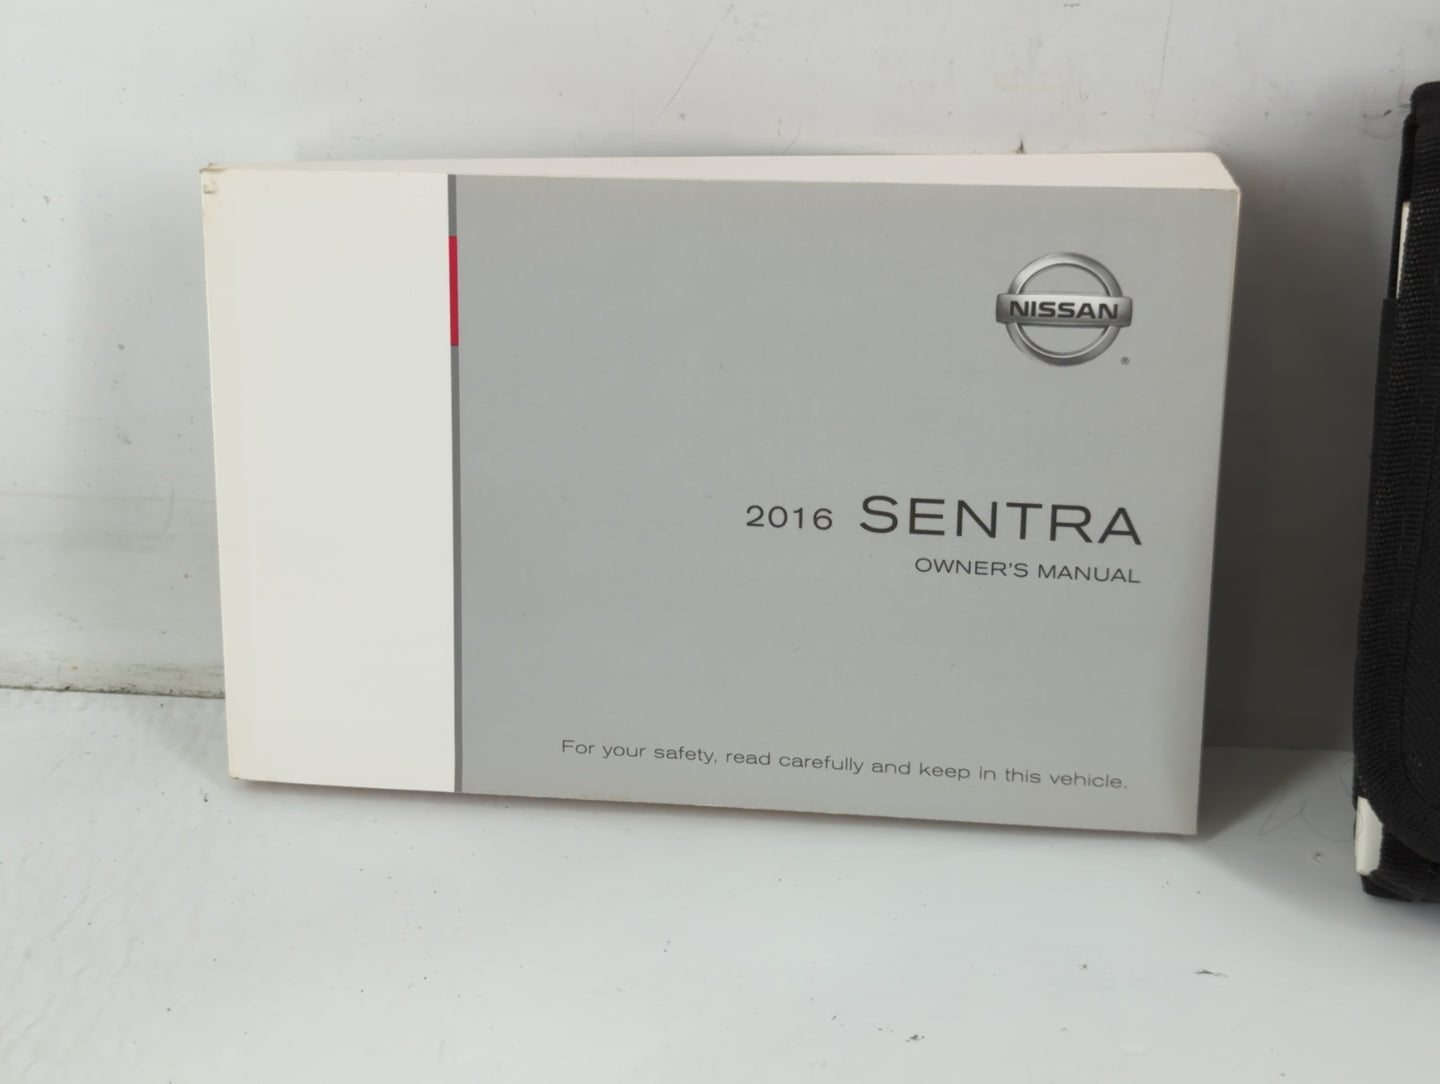 NISSAN
®
2016 SENTRA
OWNER'S MANUAL
For your safety, read carefully and keep in this vehicle.